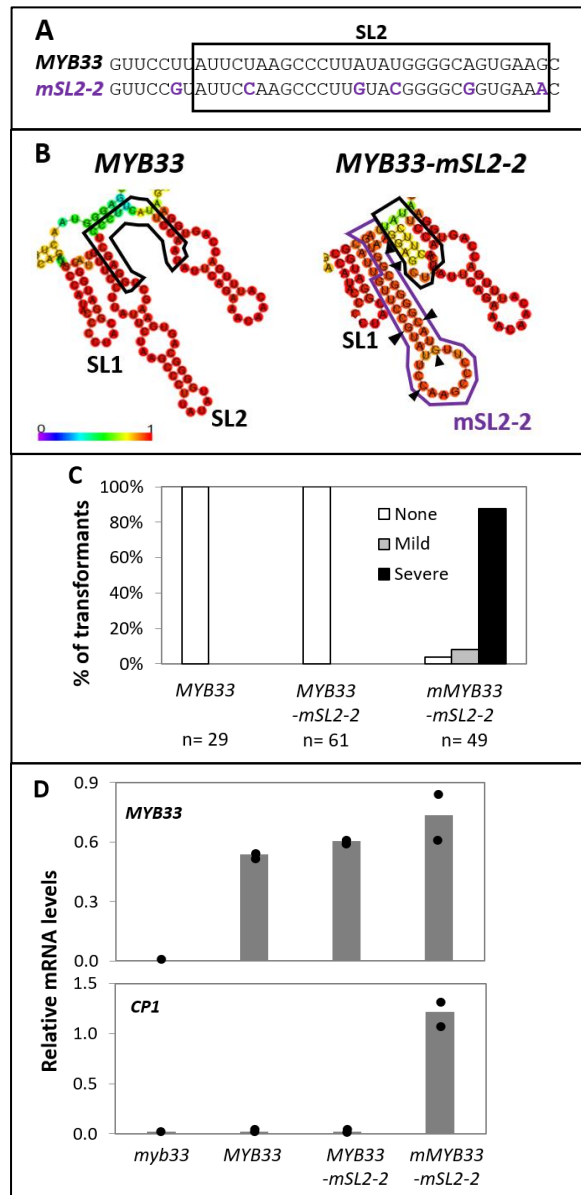 A
SL2
MYB33 GUUCCUUAUUCUAAGCCCUUAUAUGGGGCAGUGAAGC
mSL2-2 GUUCCGUAUUCCAAGCCCUUGUACGGGGCGGUGAAAC
B MYB33 MYB33-mSL2-2
SL1 SL2
SL1 mSL2-2
0 1
C
% of transformants
100%
80%
60%
40%
20%
0%
None
Mild
Severe
MYB33 MYB33 mMYB33
-mSL2-2 -mSL2-2
n= 29 n= 61 n= 49
D
Relative mRNA levels
MYB33
0.9
0.6
0.3
0.0
CP1
1.5
1.0
0.5
0.0
myb33 MYB33 MYB33 mMYB33
-mSL2-2 -mSL2-2